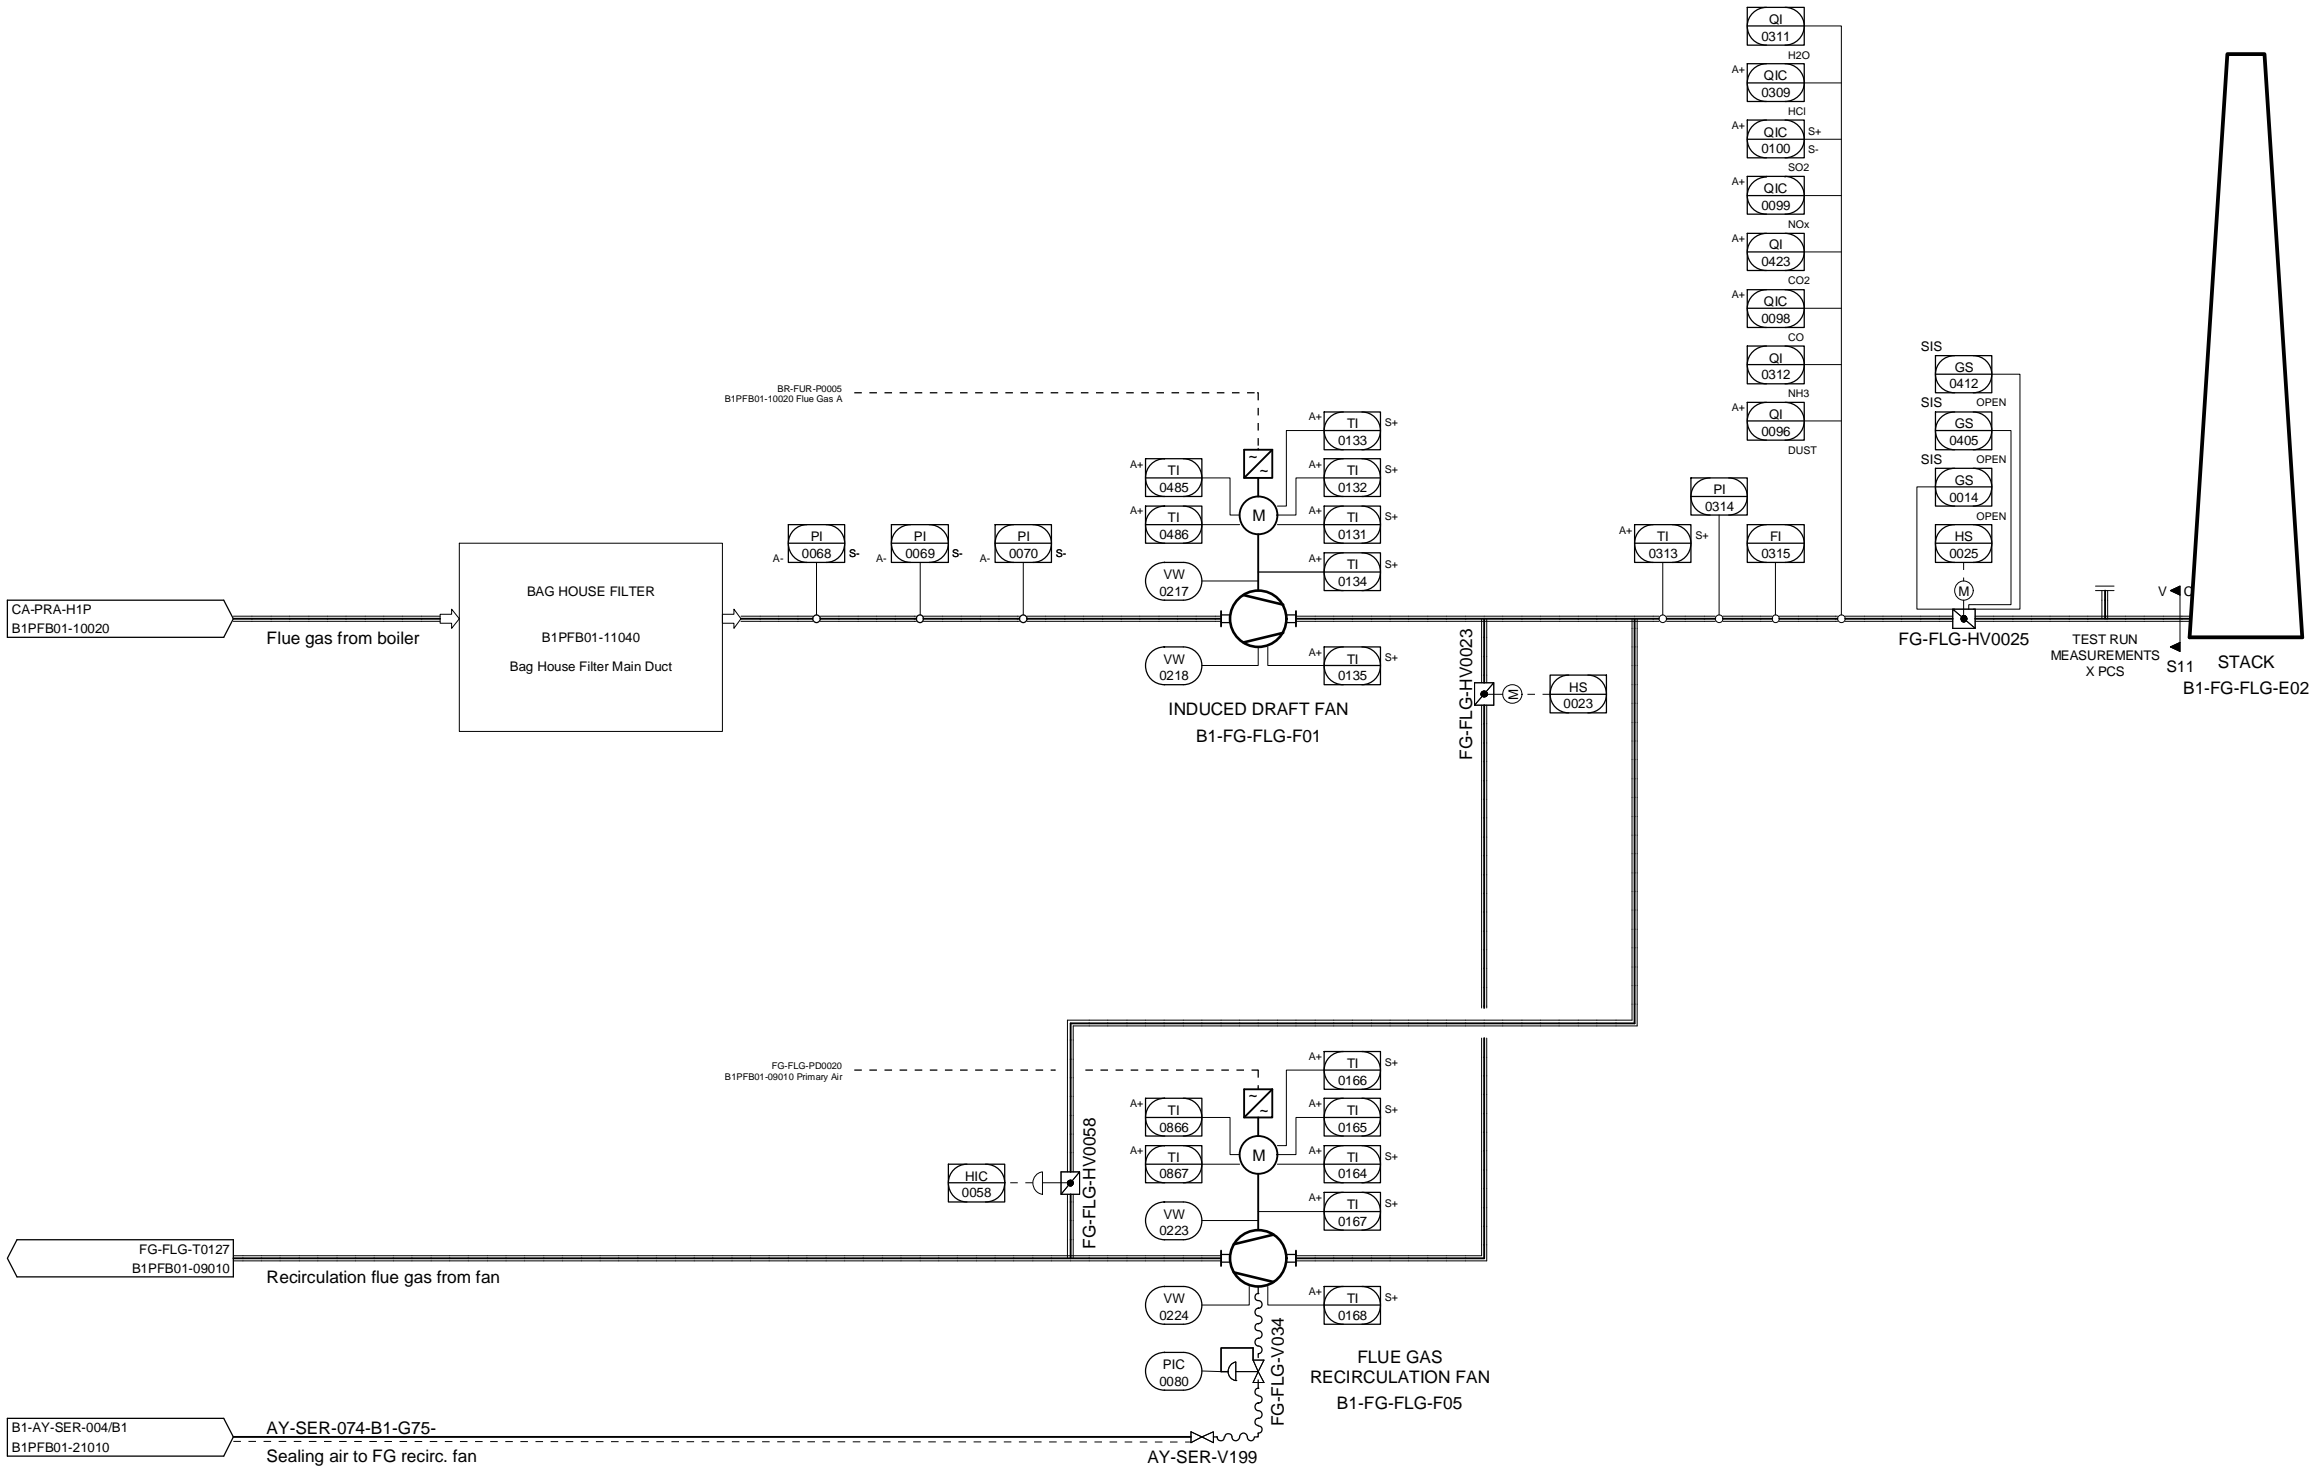 QI
0311
H2O
A+
QIC
0309
HCl
A+
QIC
0100
S+
S-
SO2
A+
QIC
0099
NOx
A+
QI
0423
CO2
A+
QIC
0098
CO
QI
0312
NH3
A+
QI
0096
DUST
SIS
GS
0412
OPEN
SIS
GS
0405
OPEN
SIS
GS
0014
OPEN
HS
0025
M
BR-FUR-P0005
B1PFB01-10020 Flue Gas A
~
~
M
A+
TI
0133
S+
A+
TI
0132
S+
A+
TI
0131
S+
A+
TI
0134
S+
A+
TI
0485
A+
TI
0486
VW
0217
VW
0218
A+
TI
0135
S+
INDUCED DRAFT FAN
B1-FG-FLG-F01
PI
0068
A-
S-
PI
0069
A-
S-
PI
0070
A-
S-
BAG HOUSE FILTER
B1PFB01-11040
Bag House Filter Main Duct
CA-PRA-H1P
B1PFB01-10020
Flue gas from boiler
A+
TI
0313
S+
PI
0314
FI
0315
FG-FLG-HV0025
TEST RUN
MEASUREMENTS
X PCS
V
C
S11
STACK
B1-FG-FLG-E02
FG-FLG-HV0023
M
HS
0023
FG-FLG-PD0020
B1PFB01-09010 Primary Air
~
~
M
A+
TI
0166
S+
A+
TI
0165
S+
A+
TI
0164
S+
A+
TI
0167
S+
A+
TI
0866
A+
TI
0867
VW
0223
VW
0224
A+
TI
0168
S+
HIC
0058
FG-FLG-HV0058
FG-FLG-T0127
B1PFB01-09010
Recirculation flue gas from fan
PIC
0080
FG-FLG-V034
FLUE GAS
RECIRCULATION FAN
B1-FG-FLG-F05
B1-AY-SER-004/B1
B1PFB01-21010
AY-SER-074-B1-G75-
Sealing air to FG recirc. fan
AY-SER-V199